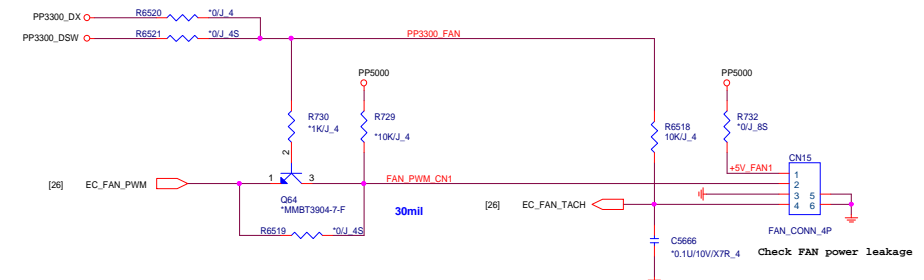 PP3300_DX R6520 *0/J_4
PP3300_DSW R6521 *0/J_4S
PP3300_FAN
PP5000
PP5000
R730
*1K/J_4
R729
*10K/J_4
R6518
10K/J_4
R732
*0/J_8S
2
+5V_FAN1
CN15
[26] EC_FAN_PWM
1
3
FAN_PWM_CN1
1
2
3
4
5
6
Q64
*MMBT3904-7-F
30mil
[26] EC_FAN_TACH
R6519 *0/J_4S
FAN_CONN_4P
C5666
*0.1U/10V/X7R_4
Check FAN power leakage